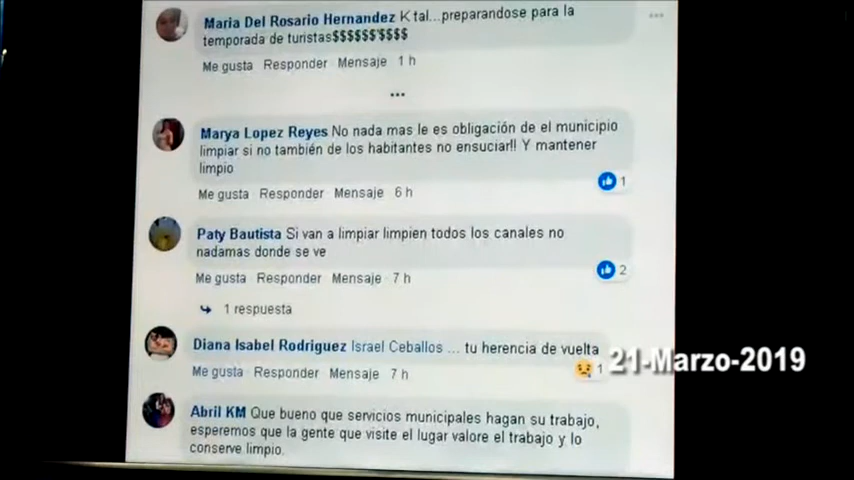 Maria Del Rosario Hernandez K tal...preparandose para la
temporada de turistas$$$$$$'$$$$
Me gusta Responder Mensaje 1 h
...
Marya Lopez Reyes No nada mas le es obligación de el municipio
limpiar si no también de los habitantes no ensuciar!! Y mantener
limpio
Me gusta Responder Mensaje 6 h
1
Paty Bautista Si van a limpiar limpien todos los canales no
nadamas donde se ve
Me gusta Responder Mensaje 7 h
2
1 respuesta
Diana Isabel Rodriguez Israel Ceballos ... tu herencia de vuelta
Me gusta Responder Mensaje 7 h
1
21-Marzo-2019
Abril KM Que bueno que servicios municipales hagan su trabajo,
esperemos que la gente que visite el lugar valore el trabajo y lo
conserve limpio.